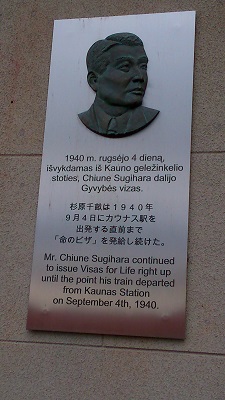 1940 m. rugsėjo 4 dieną,
išvykdamas iš Kauno geležinkelio
stoties, Chiune Sugihara dalijo
Gyvybės vizas.
杉原千畝は１９４０年
９月４日にカウナス駅を
出発する直前まで
「命のビザ」を発給し続けた。
Mr. Chiune Sugihara continued
to issue Visas for Life right up
until the point his train departed
from Kaunas Station
on September 4th, 1940.